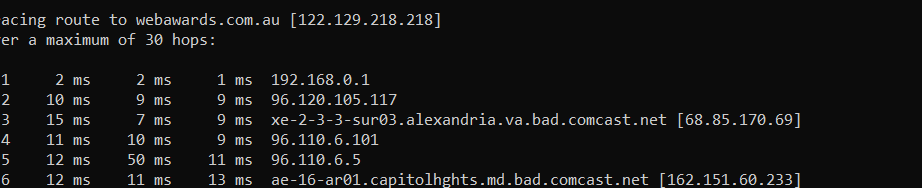 acing route to webawards.com.au [122.129.218.218]
er a maximum of 30 hops:
1 2 ms 2 ms 1 ms 192.168.0.1
2 10 ms 9 ms 9 ms 96.120.105.117
3 15 ms 7 ms 9 ms xe-2-3-3-sur03.alexandria.va.bad.comcast.net [68.85.170.69]
4 11 ms 10 ms 9 ms 96.110.6.101
5 12 ms 50 ms 11 ms 96.110.6.5
6 12 ms 11 ms 13 ms ae-16-ar01.capitolhghts.md.bad.comcast.net [162.151.60.233]